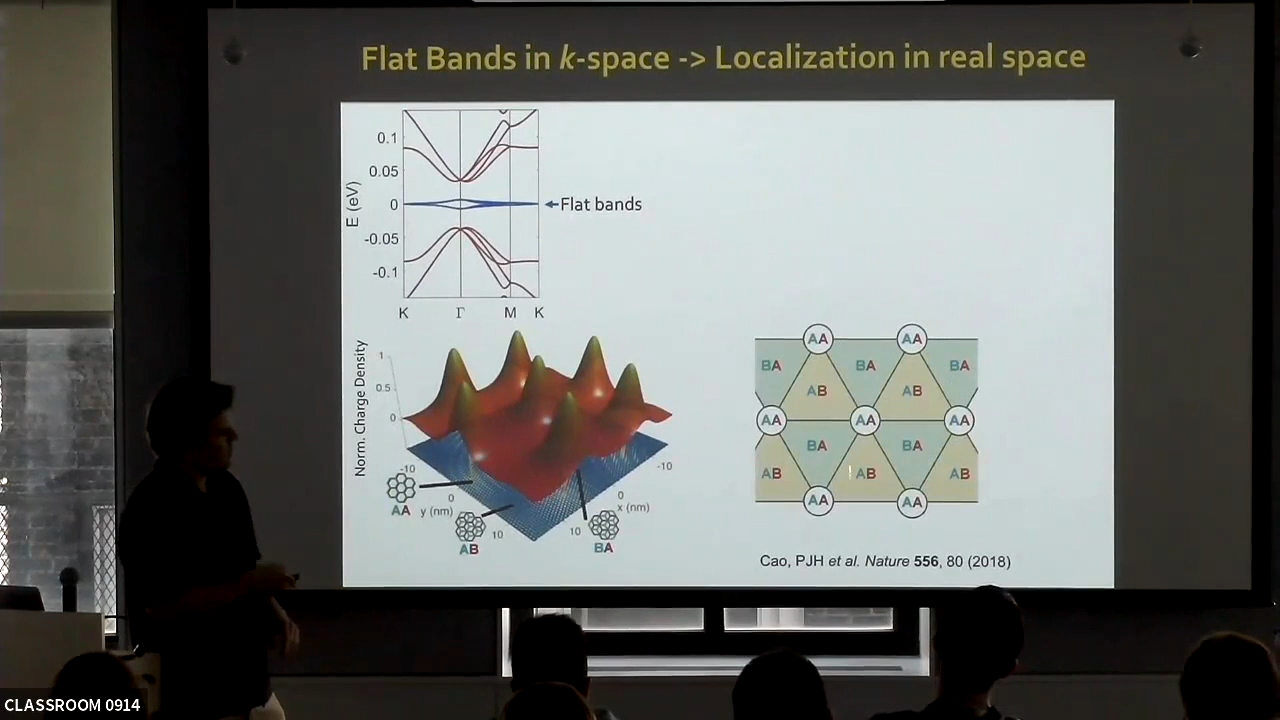 Flat Bands in k-space -> Localization in real space
0.1
0.05
0
-0.05
-0.1
E (eV)
K Γ M K
Flat bands
Norm. Charge Density
1
0.5
0
-10
0
10
y (nm)
-10
0
10
x (nm)
AA
AB
BA
AA AA
BA BA BA
AB AB
AA AA AA
BA BA
AB AB AB
AA AA
Cao, PJH et al. Nature 556, 80 (2018)
CLASSROOM 0914